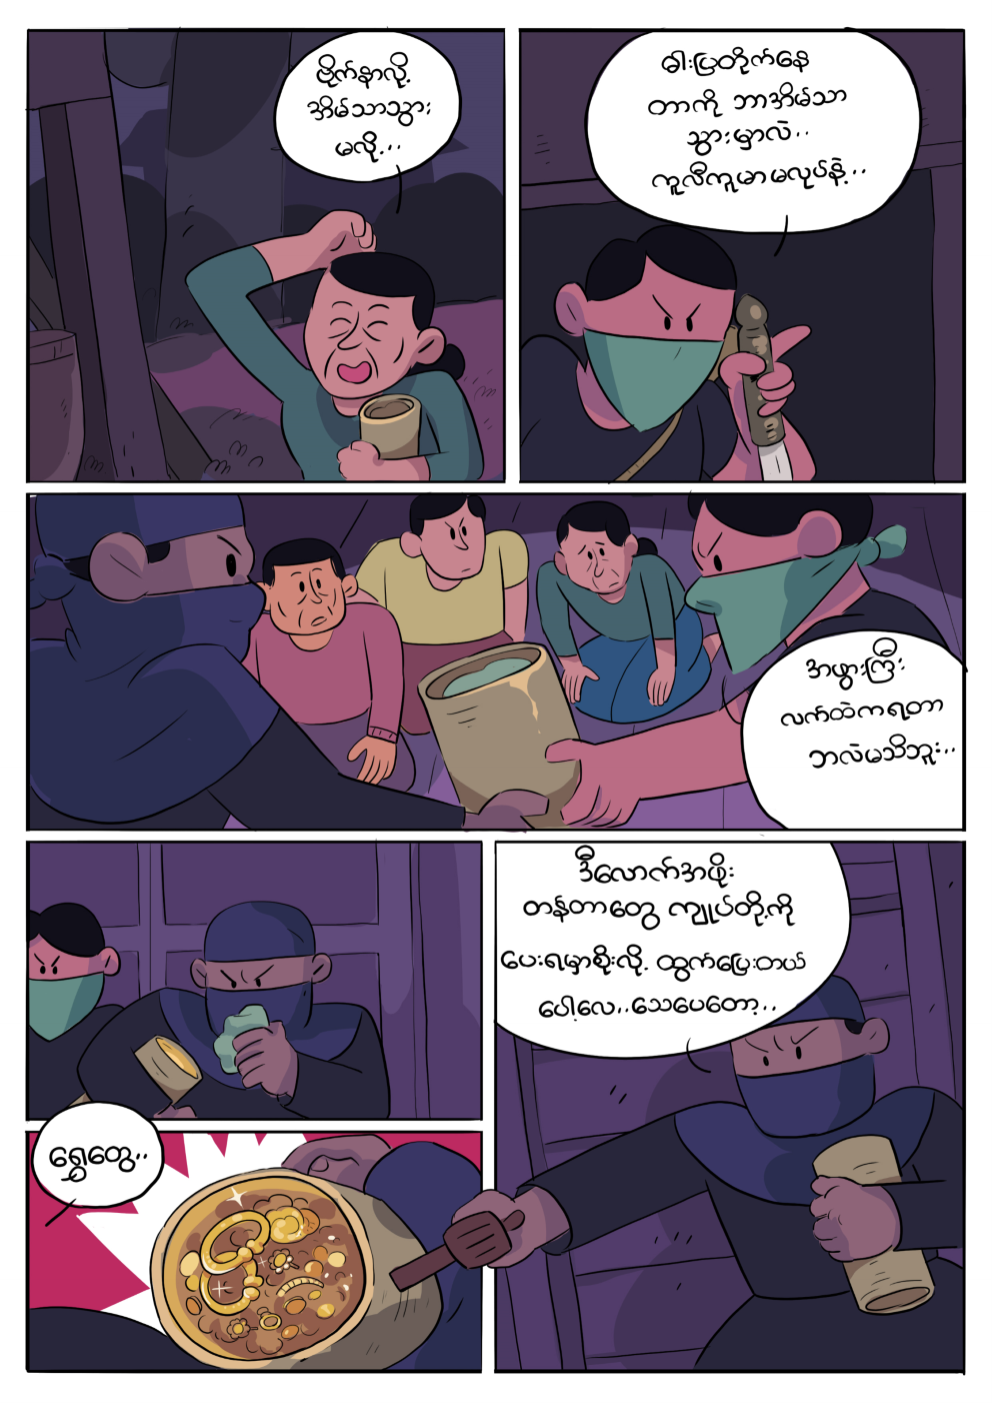 ဗိုက်နာလို့
အိမ်သာသွား
မလို့...
ဓါးပြတိုက်နေ
တာကို ဘာအိမ်သာ
သွားမှာလဲ..
ကူလီကူမာမလုပ်နဲ့...
အဖွားကြီး
လက်ထဲကရတာ
ဘာလဲမသိဘူး...
ဒီလောက်အဖိုး
တန်တာတွေ ကျုပ်တို့ကို
ပေးရမှာစိုးလို့ ထွက်ပြေးတယ်
ပေါ့လေ..သေပေတော့...
ရွှေတွေ..